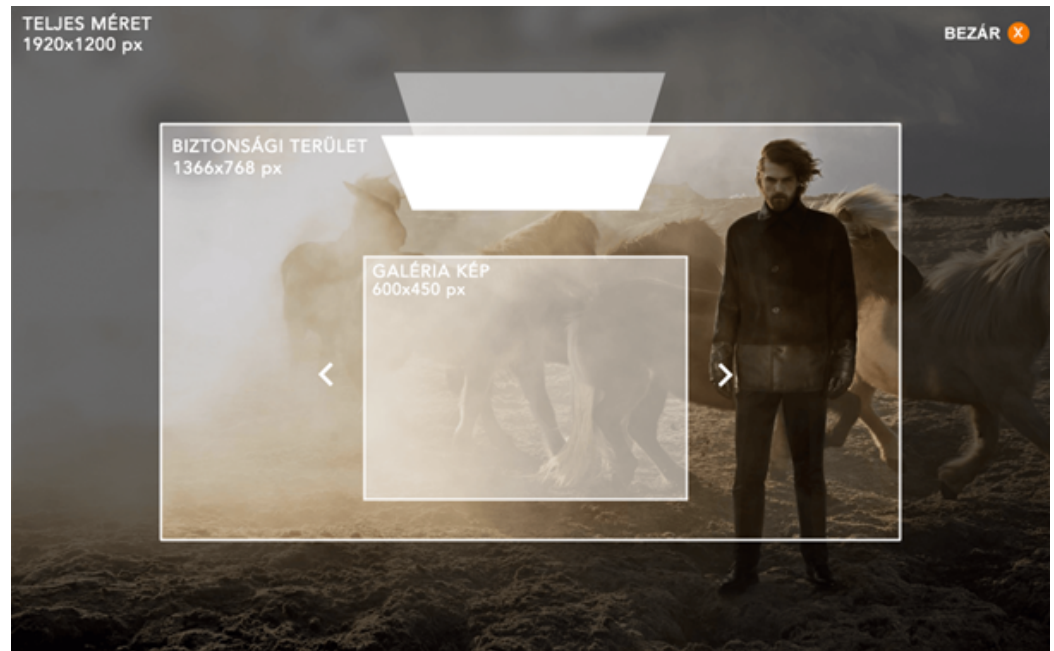 TELJES MÉRET
1920x1200 px
BEZÁR X
BIZTONSÁGI TERÜLET
1366x768 px
GALÉRIA KÉP
600x450 px